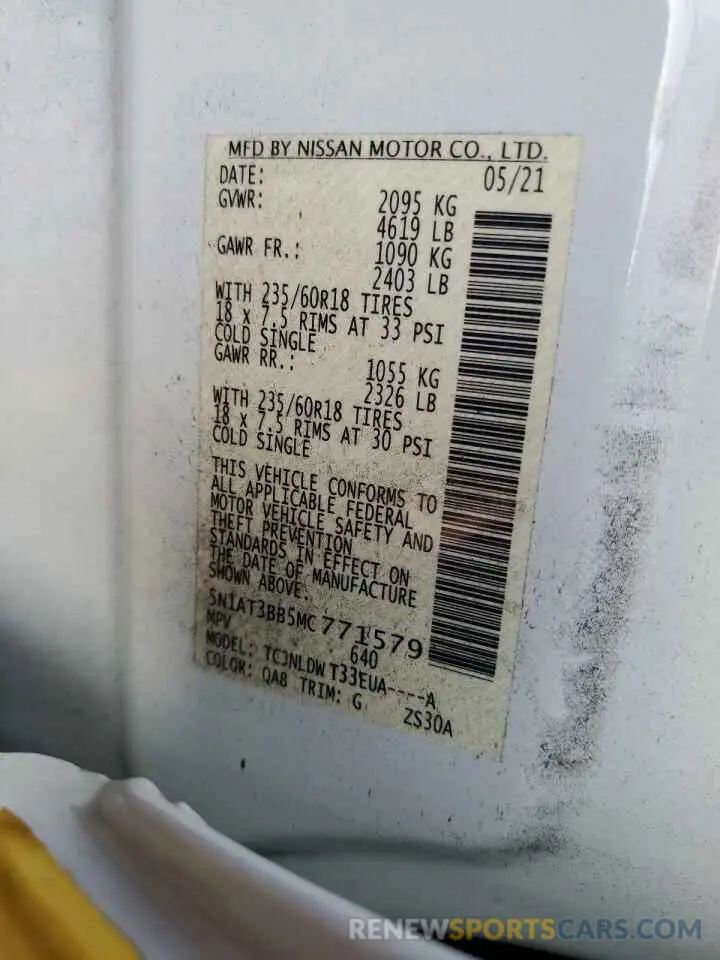 MFD BY NISSAN MOTOR CO., LTD.
DATE: 05/21
GVWR: 2095 KG
4619 LB
GAWR FR.: 1090 KG
2403 LB
WITH 235/60R18 TIRES
18 x 7.5 RIMS AT 33 PSI
COLD SINGLE
GAWR RR.: 1055 KG
2326 LB
WITH 235/60R18 TIRES
18 x 7.5 RIMS AT 30 PSI
COLD SINGLE
THIS VEHICLE CONFORMS TO
ALL APPLICABLE FEDERAL
MOTOR VEHICLE SAFETY AND
THEFT PREVENTION
STANDARDS IN EFFECT ON
THE DATE OF MANUFACTURE
SHOWN ABOVE.
5N1AT3BB5MC771579
MPV 640
MODEL: TCJNLDW T33EUA----A
COLOR: QAB TRIM: G ZS30A
RENEWSPORTSCARS.COM